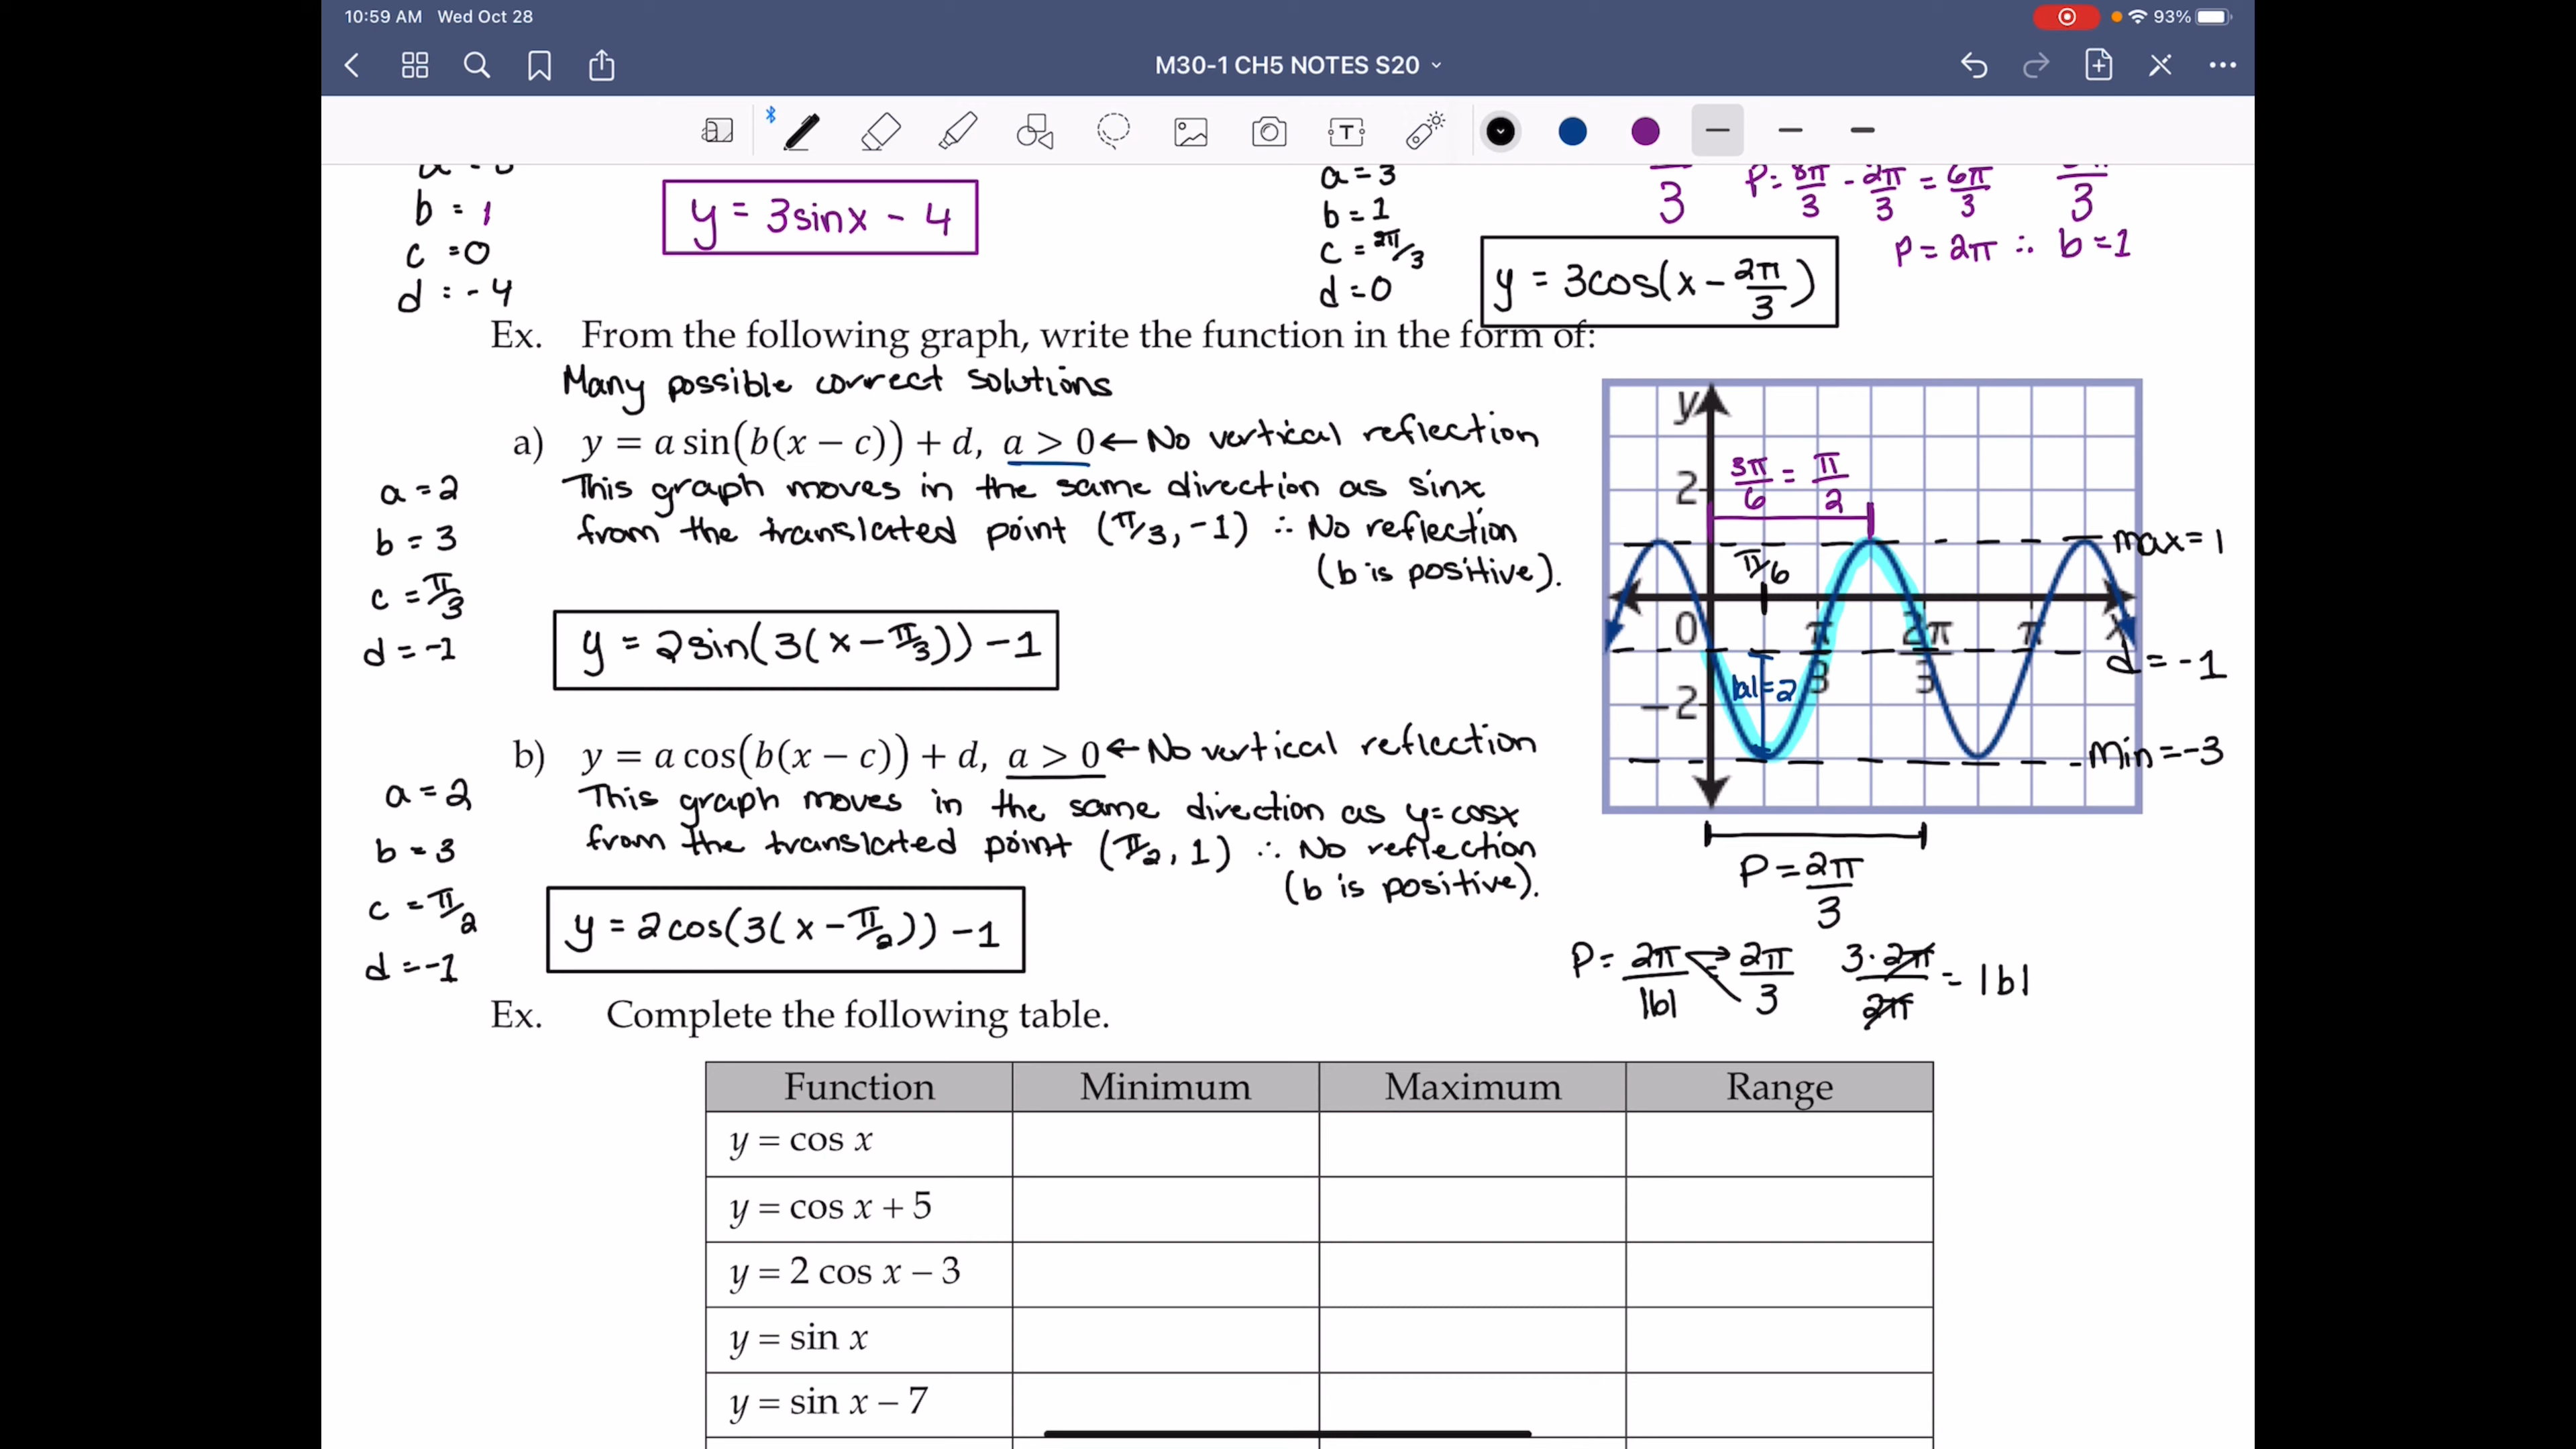 10:59 AM Wed Oct 28
93%
M30-1 CH5 NOTES S20
b = 1
c = 0
d = -4
y = 3sinx - 4
a = 3
b = 1
c = 2π/3
d = 0
y = 3cos(x - 2π/3)
3
P = 8π/3 - 2π/3 = 6π/3
3
P = 2π ∴ b = 1
Ex. From the following graph, write the function in the form of:
Many possible correct solutions
a) y = a sin(b(x − c)) + d, a > 0 ← No vertical reflection
This graph moves in the same direction as sinx
from the translated point (π/3, -1) ∴ No reflection
(b is positive).
a = 2
b = 3
c = π/3
d = -1
y = 2sin(3(x - π/3)) - 1
b) y = a cos(b(x − c)) + d, a > 0 ← No vertical reflection
This graph moves in the same direction as y=cosx
from the translated point (π/2, 1) ∴ No reflection
(b is positive).
a = 2
b = 3
c = π/2
d = -1
y = 2cos(3(x - π/2)) - 1
y
2
3π/6 = π/2
π/6
max = 1
0
π/3
2π/3
π
x
d = -1
|a| = 2
-2
Min = -3
P = 2π/3
P = 2π/|b| = 2π/3
3·2π/2π = |b|
Ex. Complete the following table.
Function Minimum Maximum Range
y = cos x
y = cos x + 5
y = 2 cos x − 3
y = sin x
y = sin x − 7